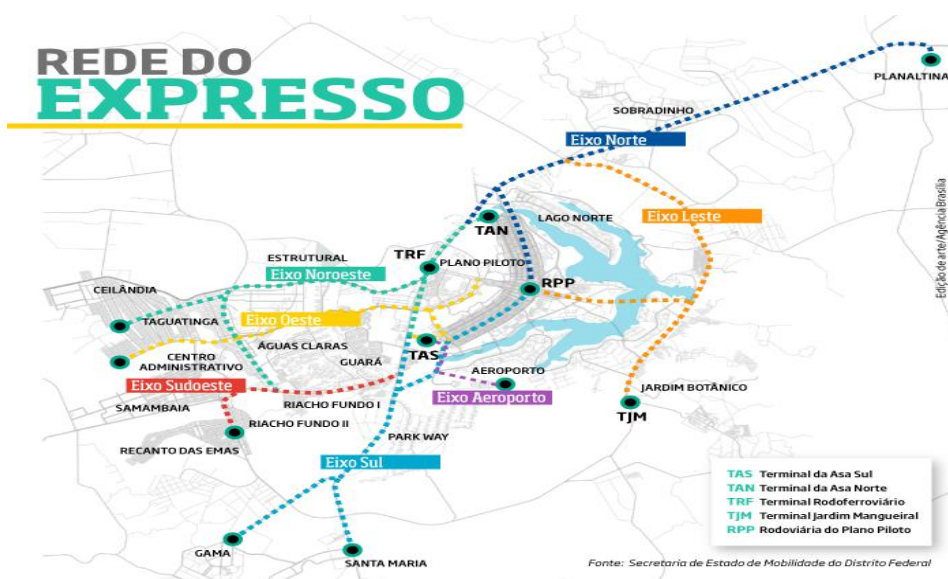 REDE DO
EXPRESSO
PLANALTINA
SOBRADINHO
Eixo Norte
LAGO NORTE
Eixo Leste
TAN
ESTRUTURAL
TRF
PLANO PILOTO
Eixo Noroeste
RPP
CEILÂNDIA
TAGUATINGA
Eixo Oeste
ÁGUAS CLARAS
TAS
CENTRO
ADMINISTRATIVO
GUARÁ
AEROPORTO
Eixo Sudoeste
JARDIM BOTÂNICO
Eixo Aeroporto
SAMAMBAIA
RIACHO FUNDO I
TJM
RIACHO FUNDO II
PARK WAY
RECANTO DAS EMAS
Eixo Sul
GAMA
SANTA MARIA
TAS Terminal da Asa Sul
TAN Terminal da Asa Norte
TRF Terminal Rodoferroviário
TJM Terminal Jardim Mangueiral
RPP Rodoviária do Plano Piloto
Fonte: Secretaria de Estado de Mobilidade do Distrito Federal
Edição de arte/Agência Brasília